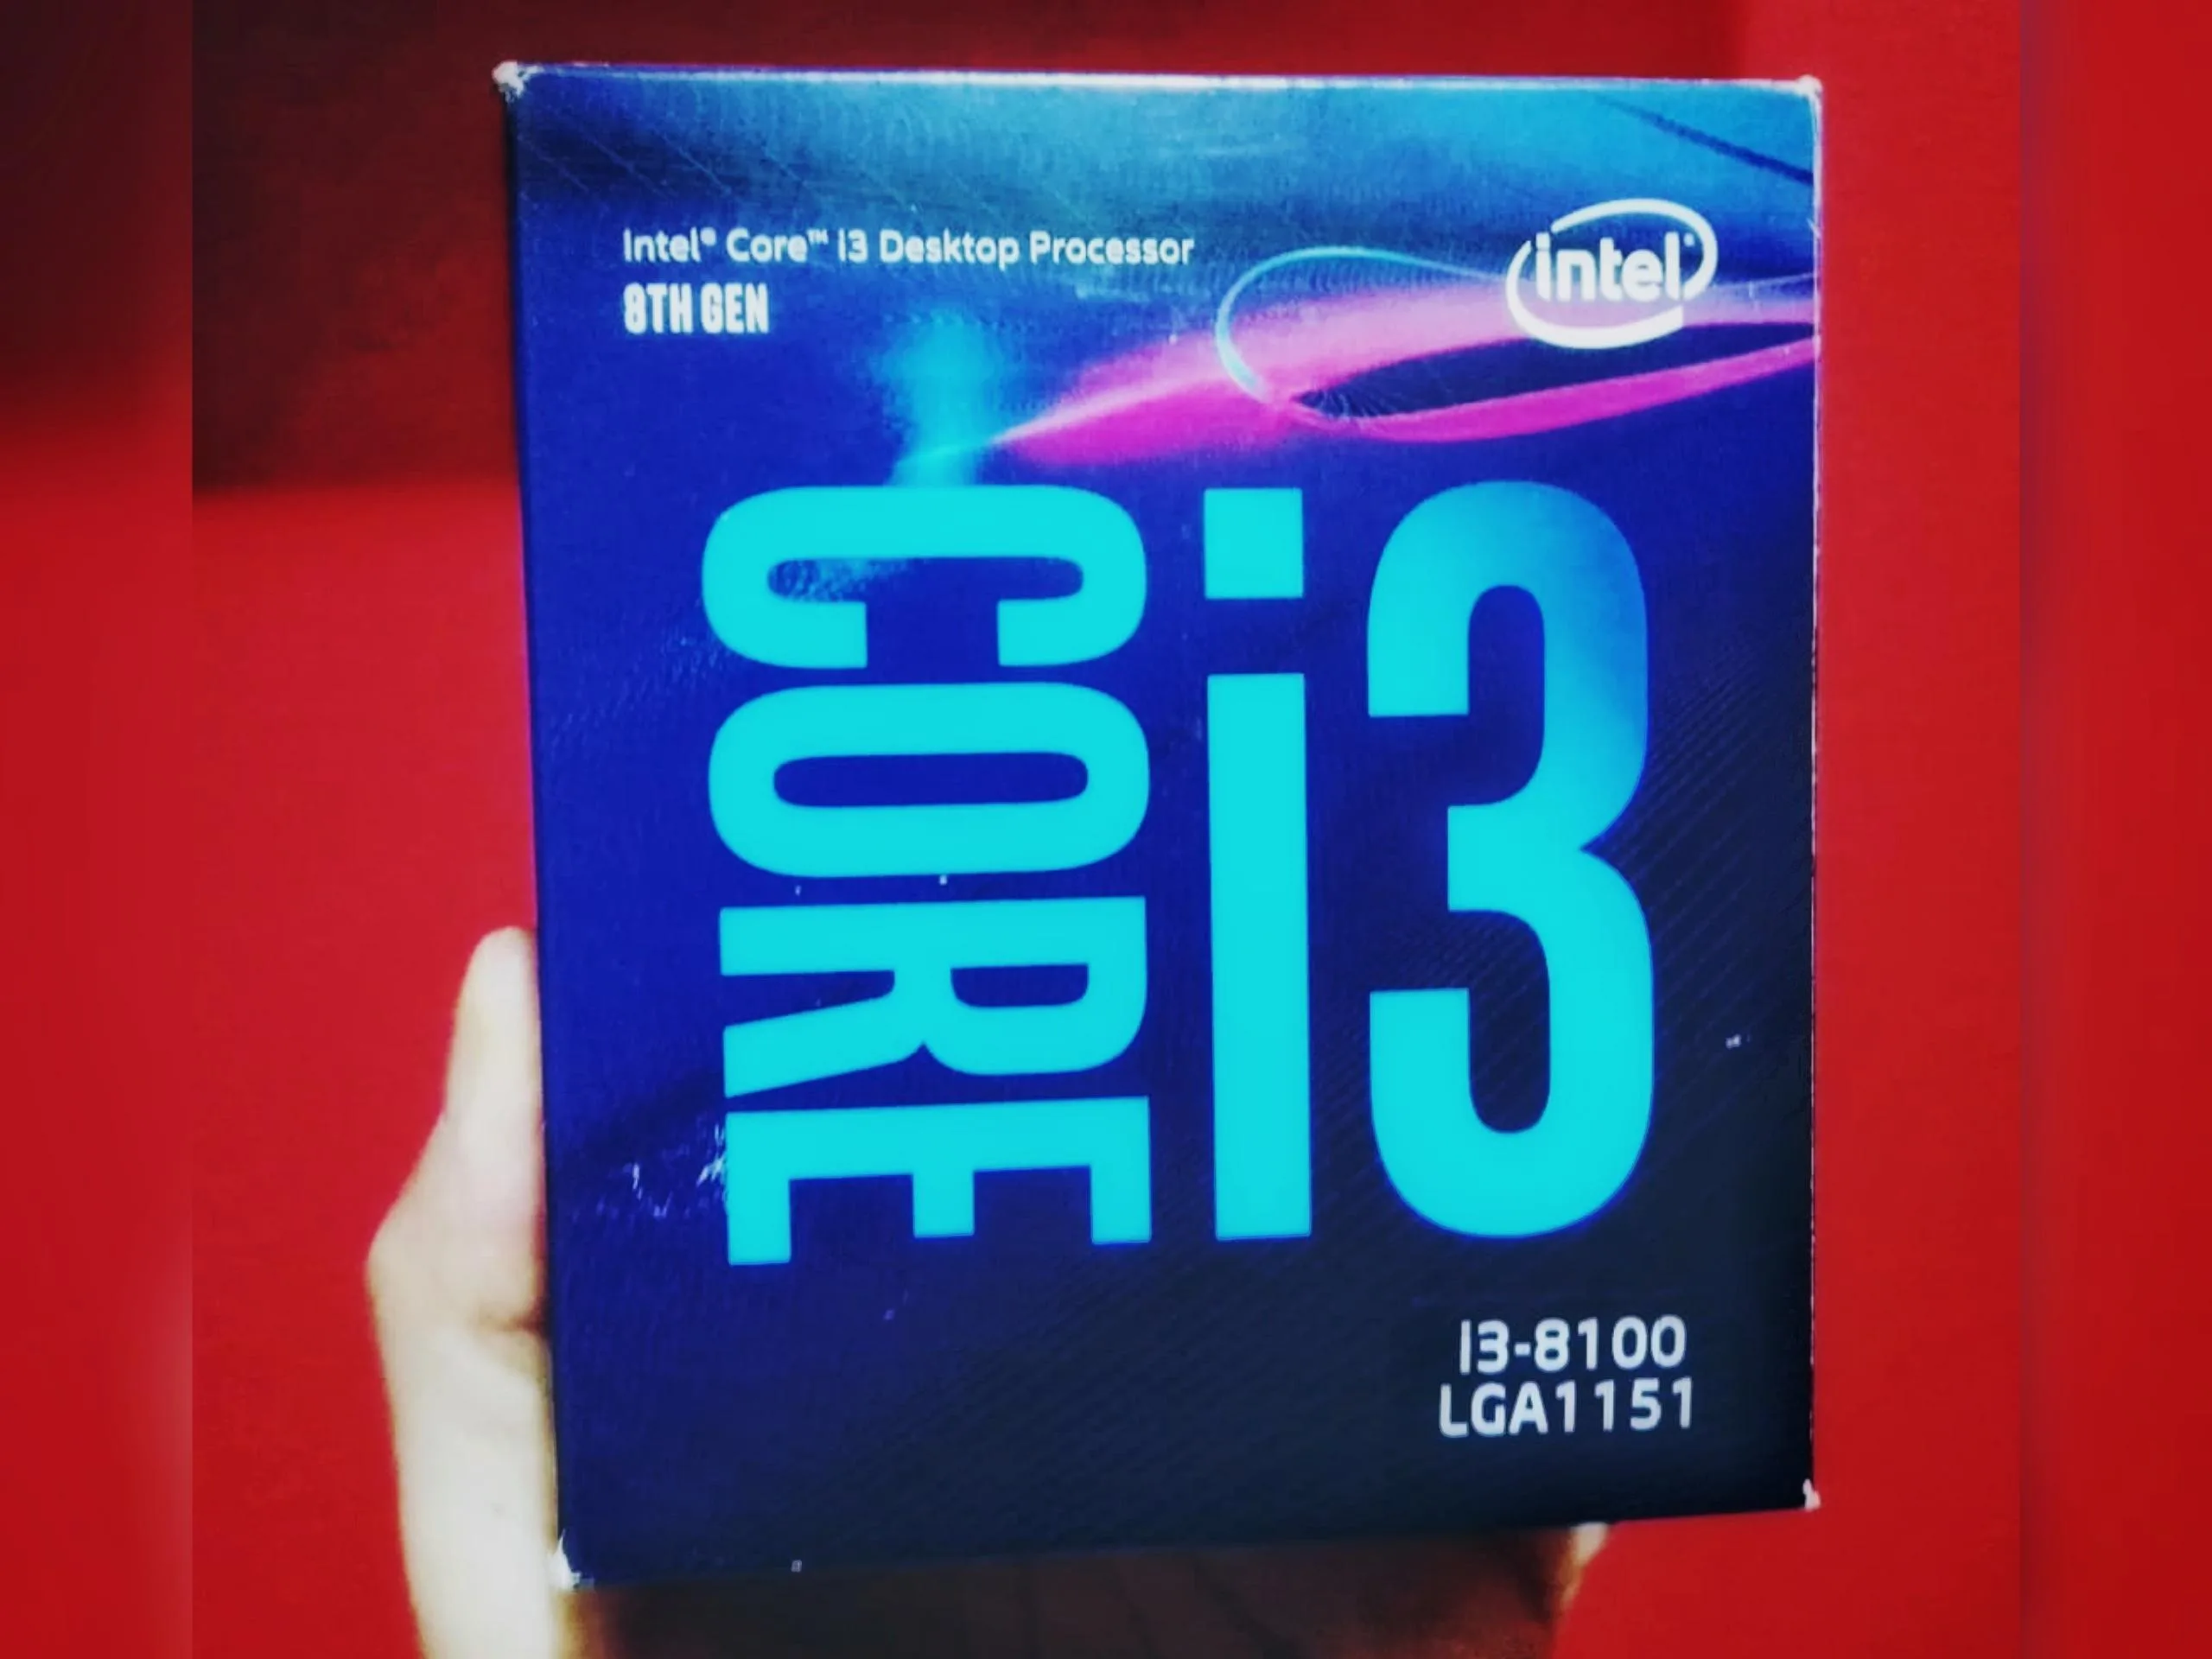 Intel® Core™ i3 Desktop Processor
8TH GEN
intel®
CORE i3
I3-8100
LGA1151